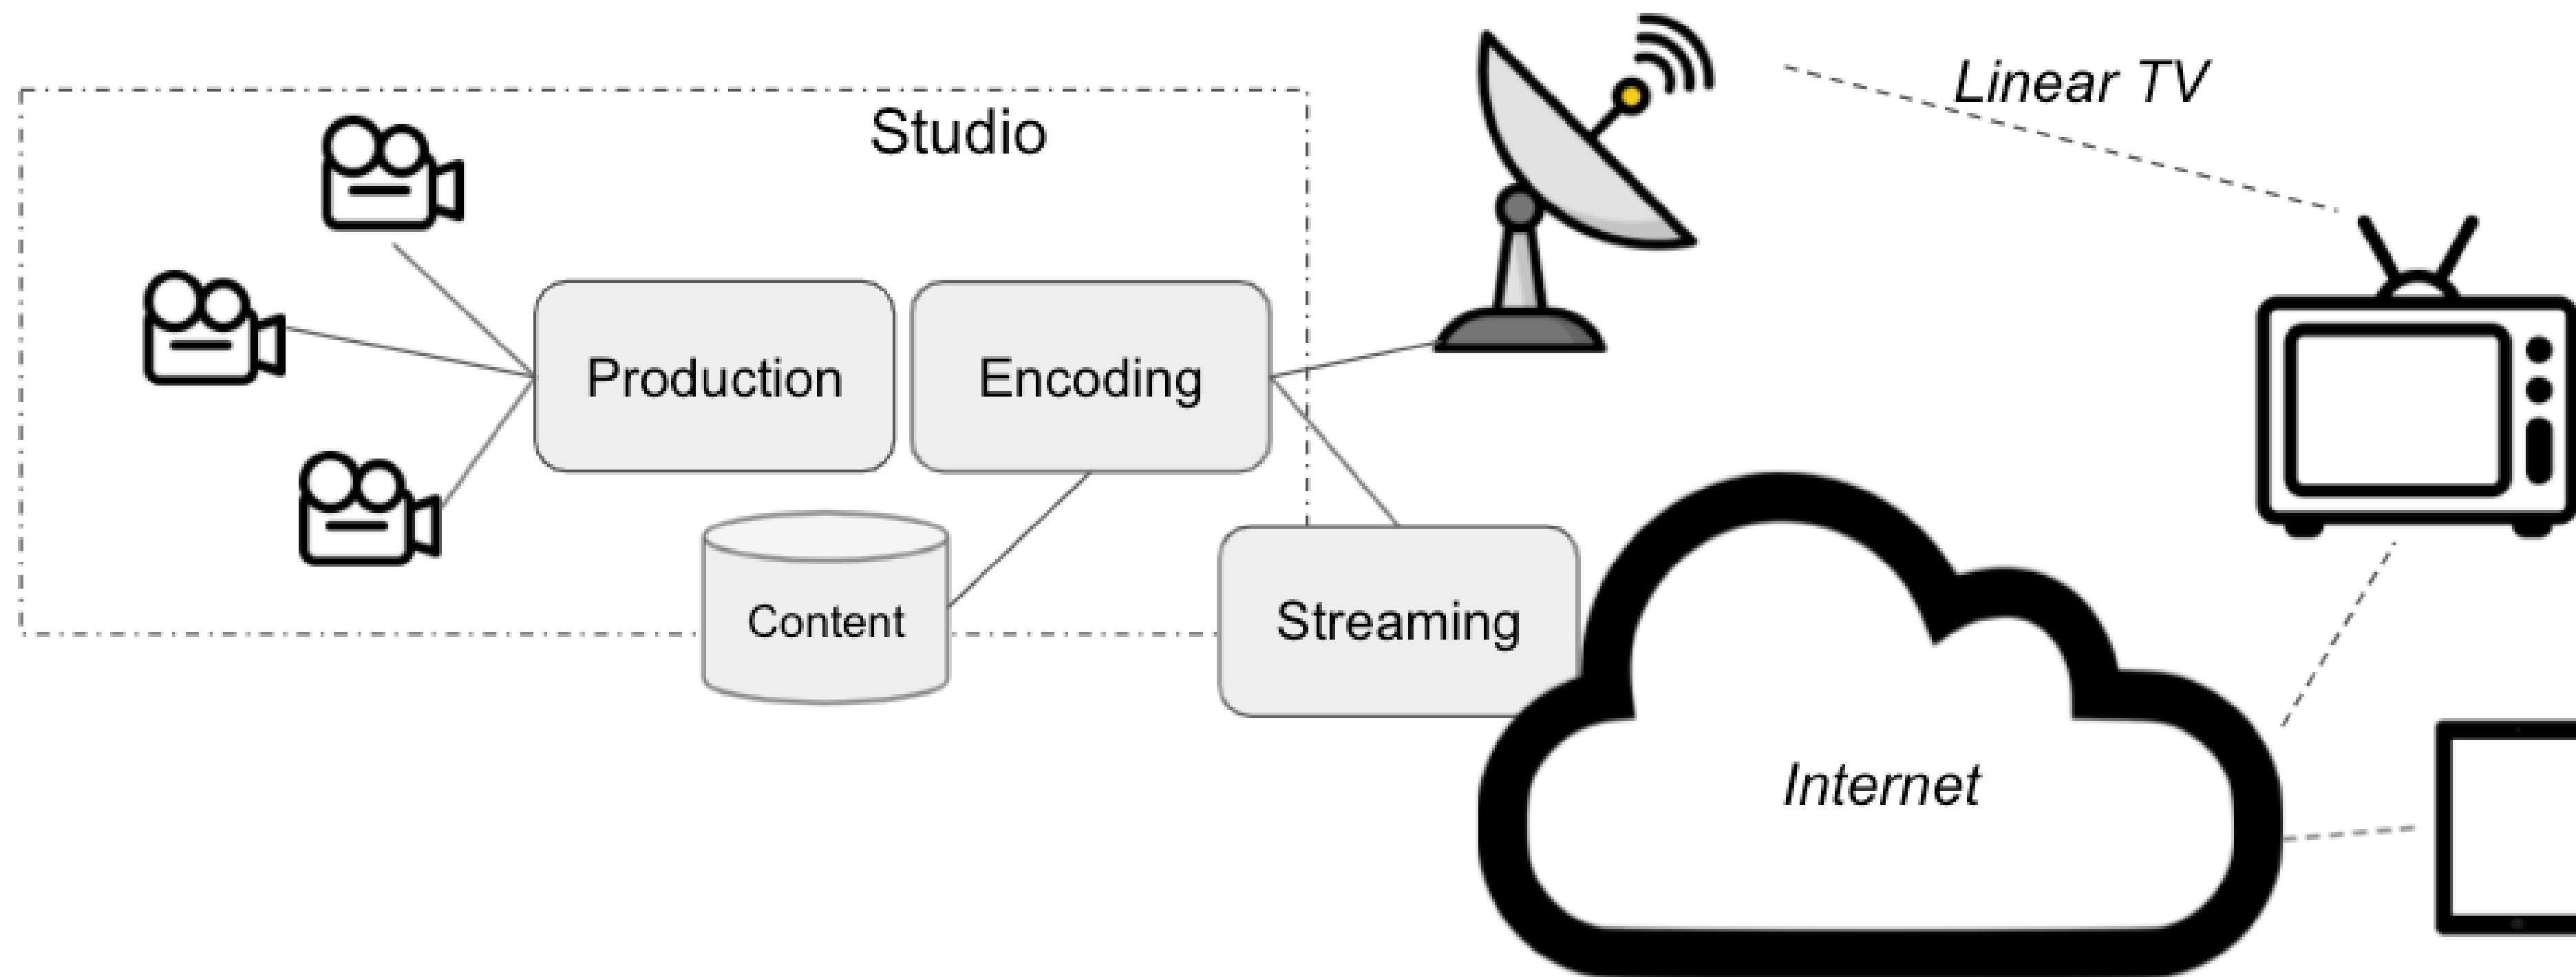 Linear TV
Studio
Production
Encoding
Content
Streaming
Internet